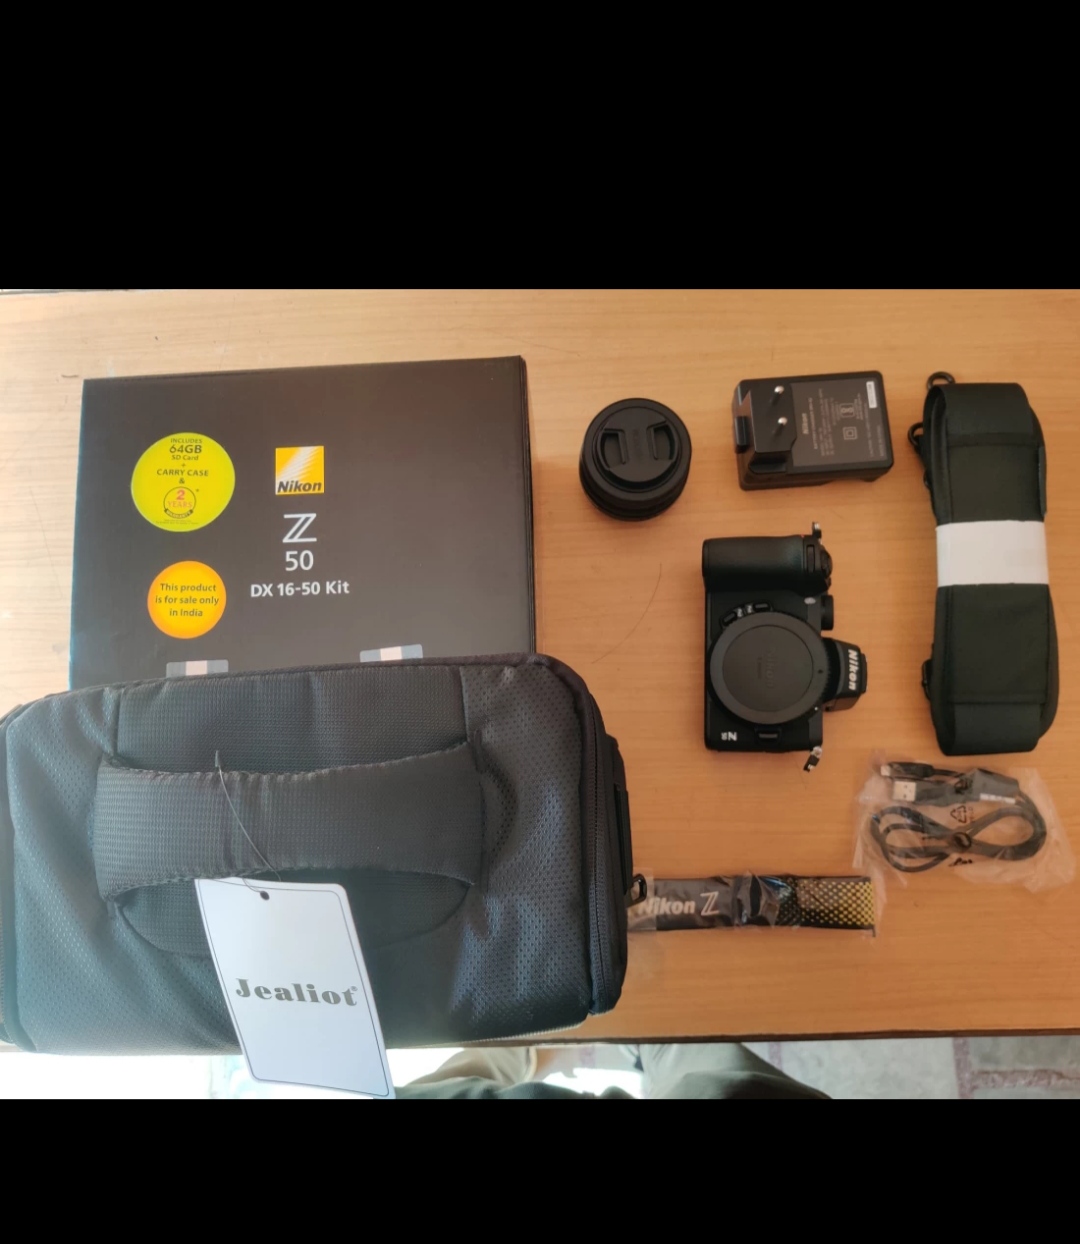 INCLUDES
64GB
SD Card
+
CARRY CASE
&
2
YEARS
WARRANTY
Nikon
Z
50
DX 16-50 Kit
This product
is for sale only
in India
Nikon
Nikon
Z
Nikon Z
Jealiot